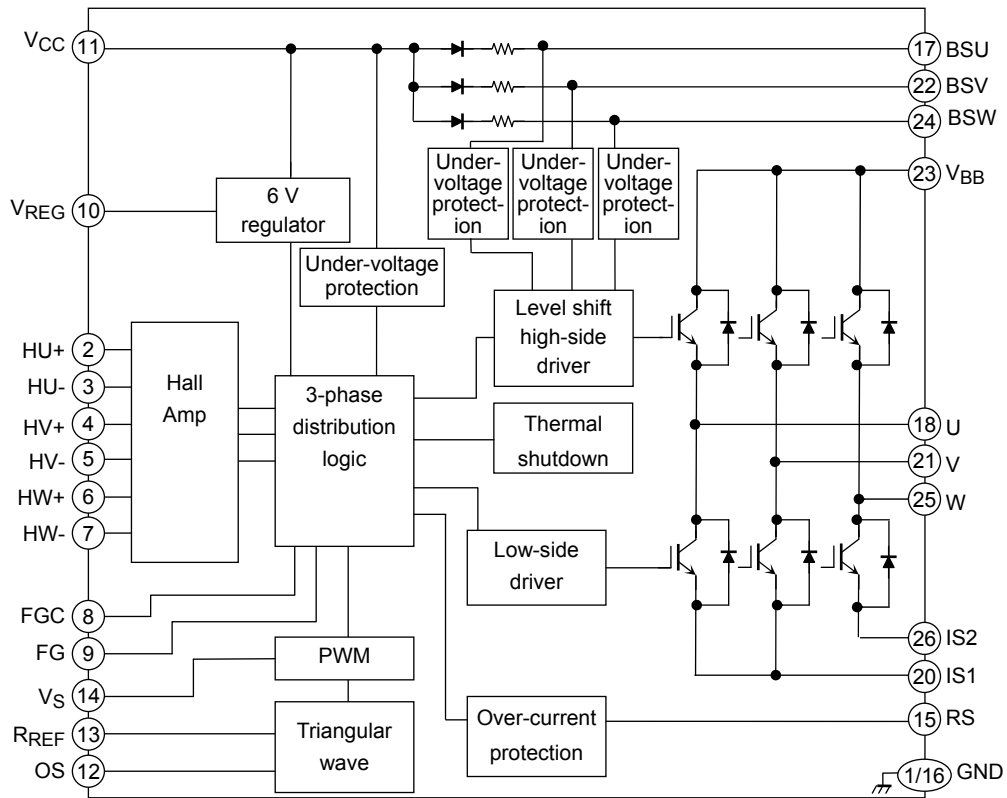 VCC
11
VREG
10
HU+
2
HU-
3
HV+
4
HV-
5
HW+
6
HW-
7
FGC
8
FG
9
VS
14
RREF
13
OS
12
6 V
regulator
Under-voltage
protection
Under-
voltage
protect-
ion
Under-
voltage
protect-
ion
Under-
voltage
protect-
ion
Hall
Amp
3-phase
distribution
logic
Level shift
high-side
driver
Thermal
shutdown
Low-side
driver
PWM
Triangular
wave
Over-current
protection
17
BSU
22
BSV
24
BSW
23
VBB
18
U
21
V
25
W
26
IS2
20
IS1
15
RS
1/16
GND